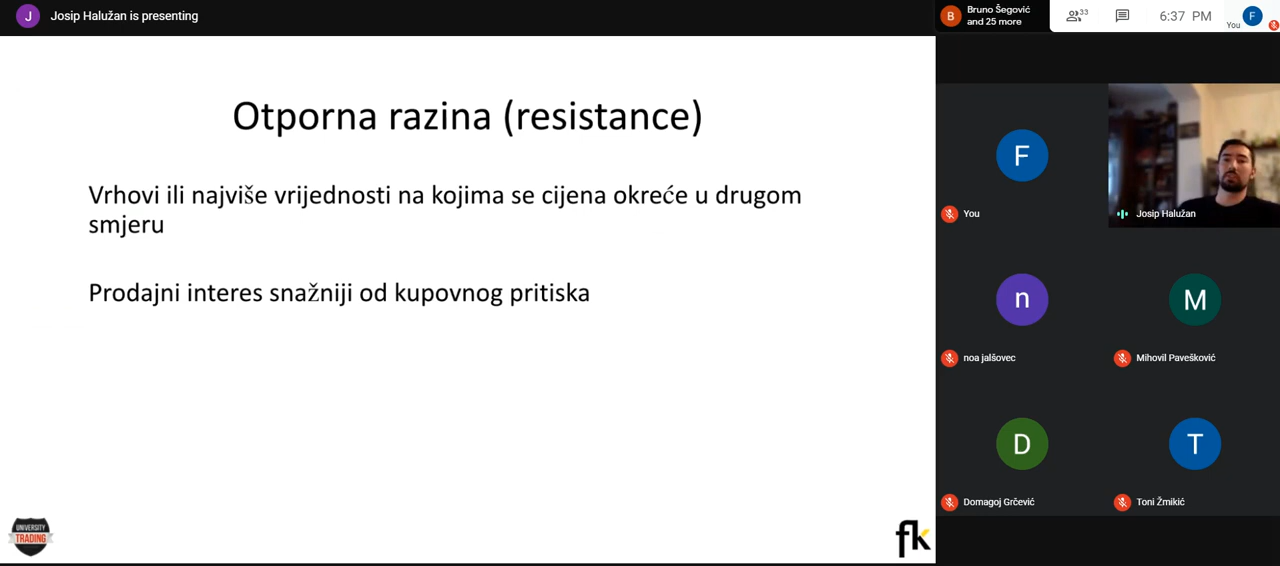 J
Josip Halužan is presenting
B
Bruno Šegović
and 25 more
33
6:37 PM
You
F
Otporna razina (resistance)
Vrhovi ili najviše vrijednosti na kojima se cijena okreće u drugom
smjeru
Prodajni interes snažniji od kupovnog pritiska
UNIVERSITY
TRADING
fk
F
You
Josip Halužan
n
noa jalšovec
M
Mihovil Pavešković
D
Domagoj Grčević
T
Toni Žmikić